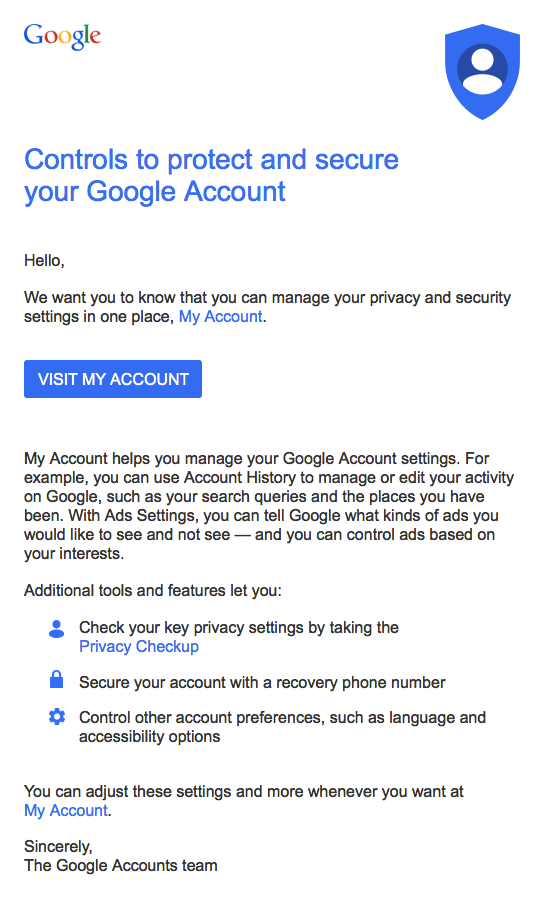 Google
Controls to protect and secure
your Google Account
Hello,
We want you to know that you can manage your privacy and security
settings in one place, My Account.
VISIT MY ACCOUNT
My Account helps you manage your Google Account settings. For
example, you can use Account History to manage or edit your activity
on Google, such as your search queries and the places you have
been. With Ads Settings, you can tell Google what kinds of ads you
would like to see and not see — and you can control ads based on
your interests.
Additional tools and features let you:
Check your key privacy settings by taking the
Privacy Checkup
Secure your account with a recovery phone number
Control other account preferences, such as language and
accessibility options
You can adjust these settings and more whenever you want at
My Account.
Sincerely,
The Google Accounts team